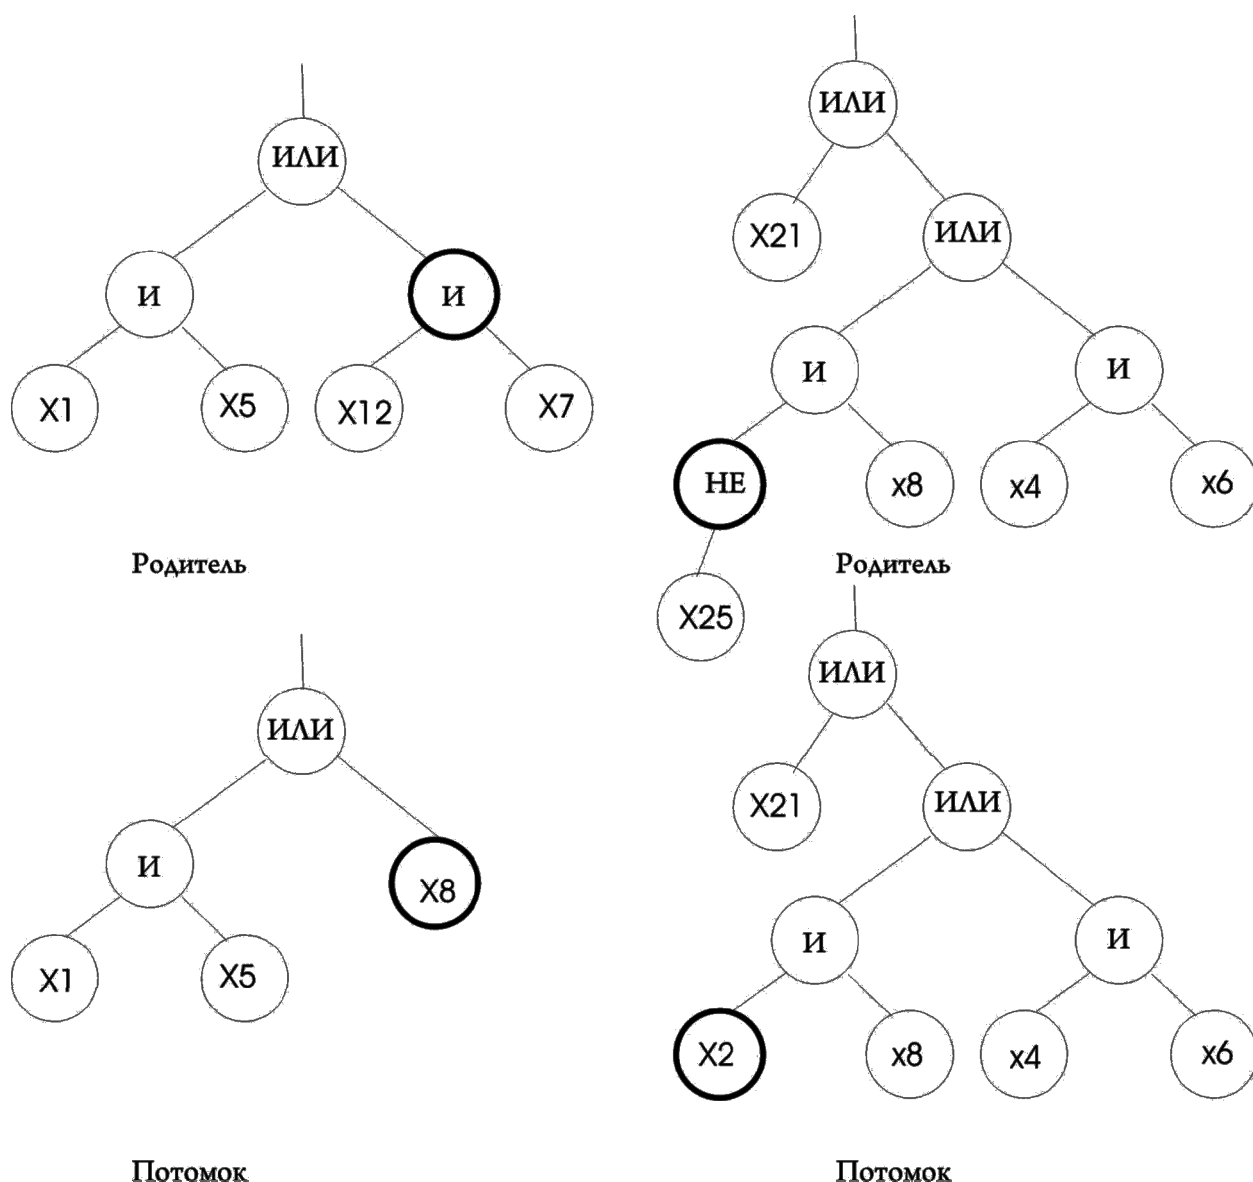 ИЛИ
И
И
X1
X5
X12
X7
Родитель
ИЛИ
X21
ИЛИ
И
И
НЕ
x8
x4
x6
X25
Родитель
ИЛИ
И
X8
X1
X5
Потомок
ИЛИ
X21
ИЛИ
И
И
X2
x8
x4
x6
Потомок